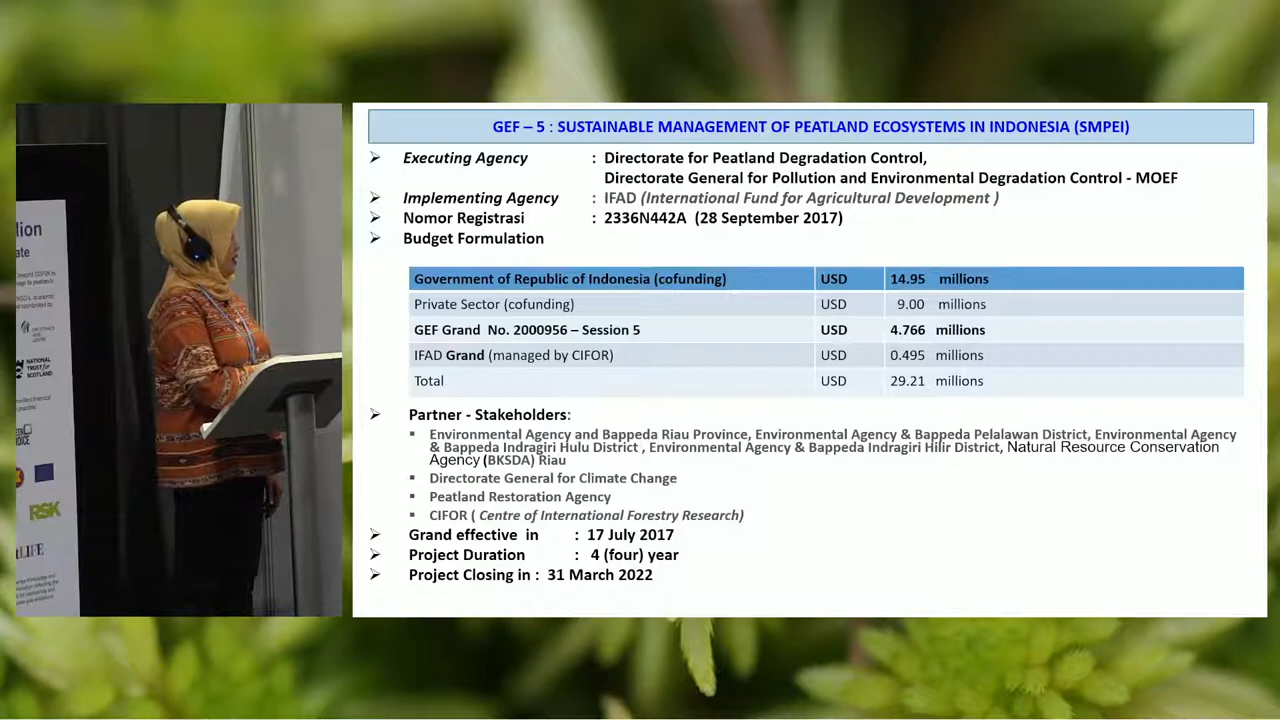 GEF – 5 : SUSTAINABLE MANAGEMENT OF PEATLAND ECOSYSTEMS IN INDONESIA (SMPEI)
Executing Agency : Directorate for Peatland Degradation Control,
Directorate General for Pollution and Environmental Degradation Control - MOEF
Implementing Agency : IFAD (International Fund for Agricultural Development )
Nomor Registrasi : 2336N442A (28 September 2017)
Budget Formulation
Government of Republic of Indonesia (cofunding) USD 14.95 millions
Private Sector (cofunding) USD 9.00 millions
GEF Grand No. 2000956 – Session 5 USD 4.766 millions
IFAD Grand (managed by CIFOR) USD 0.495 millions
Total USD 29.21 millions
Partner - Stakeholders:
Environmental Agency and Bappeda Riau Province, Environmental Agency & Bappeda Pelalawan District, Environmental Agency
& Bappeda Indragiri Hulu District , Environmental Agency & Bappeda Indragiri Hilir District, Natural Resource Conservation
Agency (BKSDA) Riau
Directorate General for Climate Change
Peatland Restoration Agency
CIFOR ( Centre of International Forestry Research)
Grand effective in : 17 July 2017
Project Duration : 4 (four) year
Project Closing in : 31 March 2022
NATIONAL
TRUST for
SCOTLAND
RSK